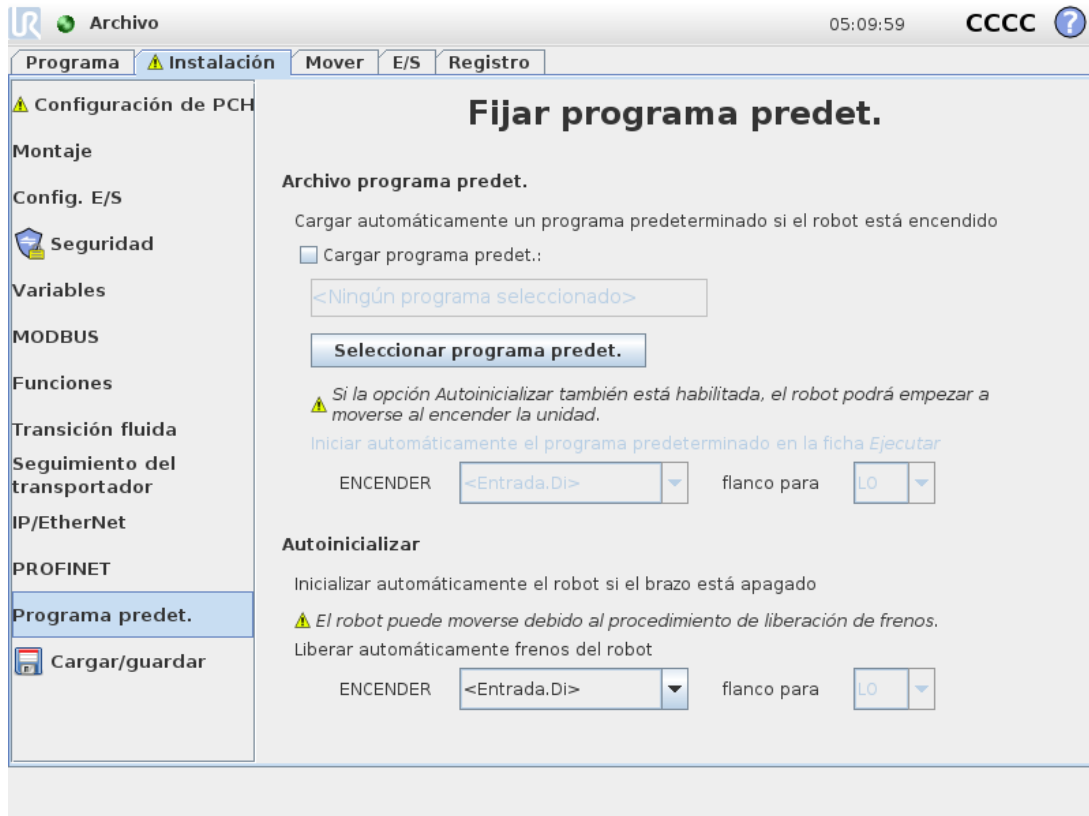 UR
Archivo
05:09:59
CCCC
?
Programa
Instalación
Mover
E/S
Registro
Configuración de PCH
Montaje
Config. E/S
Seguridad
Variables
MODBUS
Funciones
Transición fluida
Seguimiento del
transportador
IP/EtherNet
PROFINET
Programa predet.
Cargar/guardar
Fijar programa predet.
Archivo programa predet.
Cargar automáticamente un programa predeterminado si el robot está encendido
Cargar programa predet.:
<Ningún programa seleccionado>
Seleccionar programa predet.
Si la opción Autoinicializar también está habilitada, el robot podrá empezar a
moverse al encender la unidad.
Iniciar automáticamente el programa predeterminado en la ficha Ejecutar
ENCENDER <Entrada.Di> flanco para LO
Autoinicializar
Inicializar automáticamente el robot si el brazo está apagado
El robot puede moverse debido al procedimiento de liberación de frenos.
Liberar automáticamente frenos del robot
ENCENDER <Entrada.Di> flanco para LO